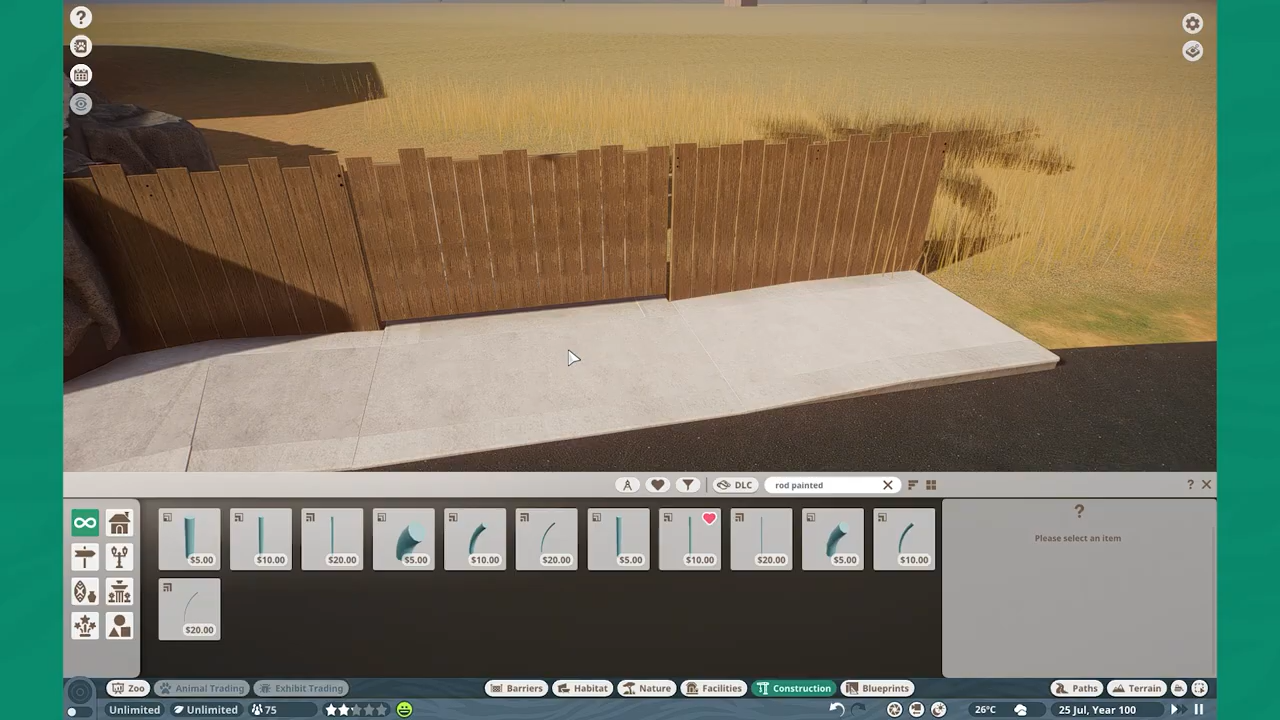 ?
DLC
rod painted
?
$5.00
$10.00
$20.00
$5.00
$10.00
$20.00
$5.00
$10.00
$20.00
$5.00
$10.00
$20.00
?
Please select an item
Zoo
Animal Trading
Exhibit Trading
Barriers
Habitat
Nature
Facilities
Construction
Blueprints
Paths
Terrain
Unlimited
Unlimited
75
26°C
25 Jul, Year 100